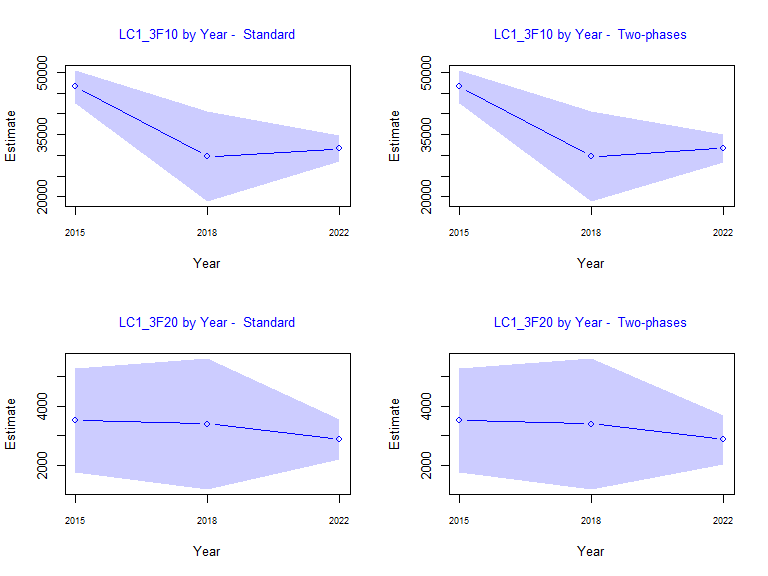 LC1_3F10 by Year -  Standard
Estimate
50000
35000
20000
2015
2018
2022
Year
LC1_3F10 by Year -  Two-phases
Estimate
50000
35000
20000
2015
2018
2022
Year
LC1_3F20 by Year -  Standard
Estimate
4000
2000
2015
2018
2022
Year
LC1_3F20 by Year -  Two-phases
Estimate
4000
2000
2015
2018
2022
Year